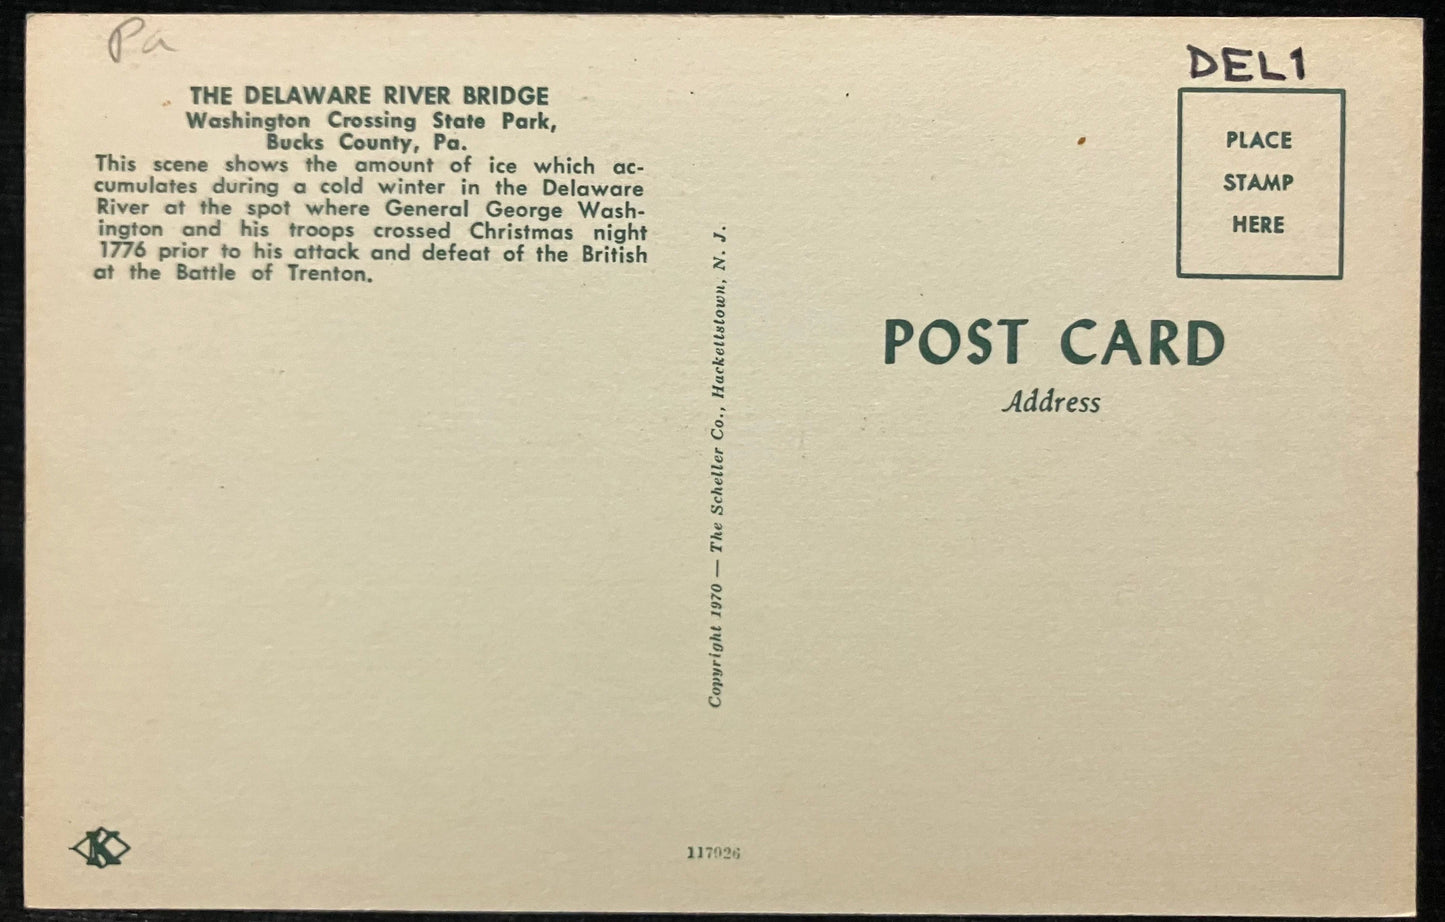 Pa
THE DELAWARE RIVER BRIDGE
Washington Crossing State Park,
Bucks County, Pa.
This scene shows the amount of ice which ac-
cumulates during a cold winter in the Delaware
River at the spot where General George Wash-
ington and his troops crossed Christmas night
1776 prior to his attack and defeat of the British
at the Battle of Trenton.
Copyright 1970 — The Scheller Co., Hackettstown, N. J.
DEL1
PLACE
STAMP
HERE
POST CARD
Address
K
117926